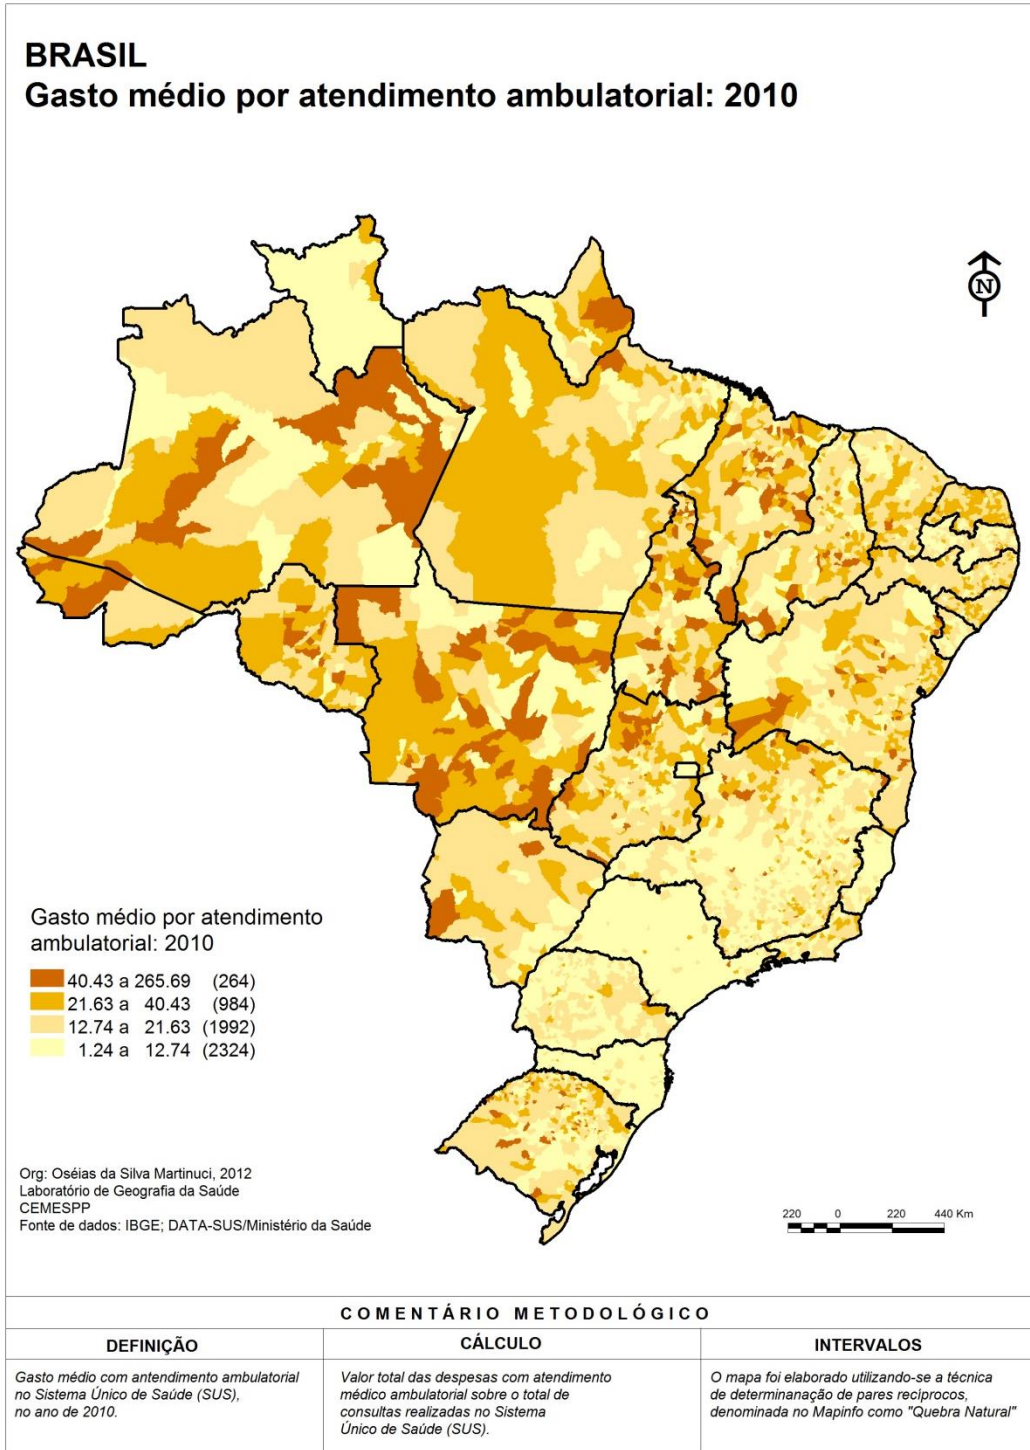 BRASIL
Gasto médio por atendimento ambulatorial: 2010
N
Gasto médio por atendimento
ambulatorial: 2010
40.43 a 265.69 (264)
21.63 a 40.43 (984)
12.74 a 21.63 (1992)
1.24 a 12.74 (2324)
Org: Oséias da Silva Martinuci, 2012
Laboratório de Geografia da Saúde
CEMESPP
Fonte de dados: IBGE; DATA-SUS/Ministério da Saúde
220 0 220 440 Km
COMENTÁRIO METODOLÓGICO
DEFINIÇÃO
Gasto médio com antendimento ambulatorial
no Sistema Único de Saúde (SUS),
no ano de 2010.
CÁLCULO
Valor total das despesas com atendimento
médico ambulatorial sobre o total de
consultas realizadas no Sistema
Único de Saúde (SUS).
INTERVALOS
O mapa foi elaborado utilizando-se a técnica
de determinanação de pares recíprocos,
denominada no Mapinfo como "Quebra Natural"